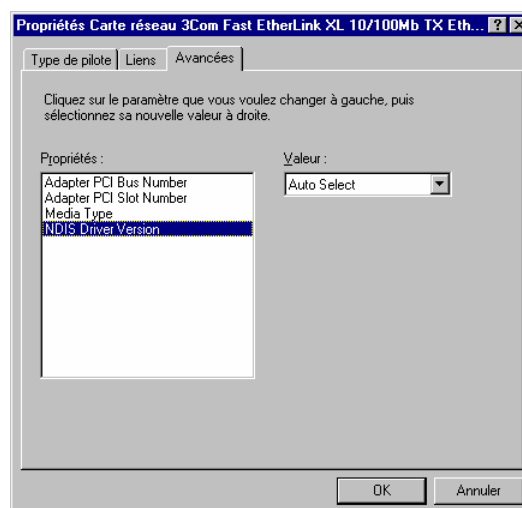 Propriétés Carte réseau 3Com Fast EtherLink XL 10/100Mb TX Eth...
Type de pilote Liens Avancées
Cliquez sur le paramètre que vous voulez changer à gauche, puis
sélectionnez sa nouvelle valeur à droite.
Propriétés : Valeur :
Adapter PCI Bus Number Auto Select
Adapter PCI Slot Number
Media Type
NDIS Driver Version
OK Annuler